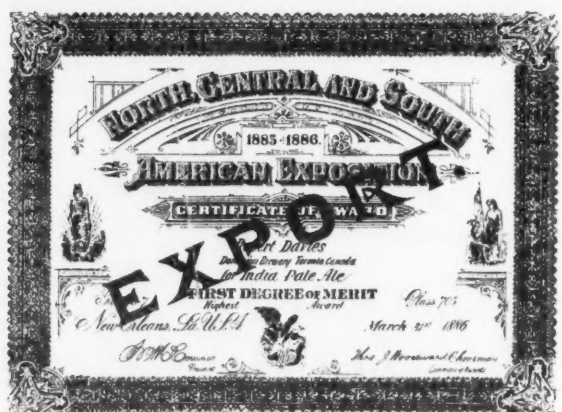 NORTH, CENTRAL AND SOUTH
1885-1886.
AMERICAN EXPOSITION
CERTIFICATE OF AWARD
Robert Davies
Dominion Brewery Toronto Canada
for India Pale Ale
FIRST DEGREE OF MERIT
Highest Award
Class 705
New Orleans, La U.S.A
March 31st 1886
EXPORT.